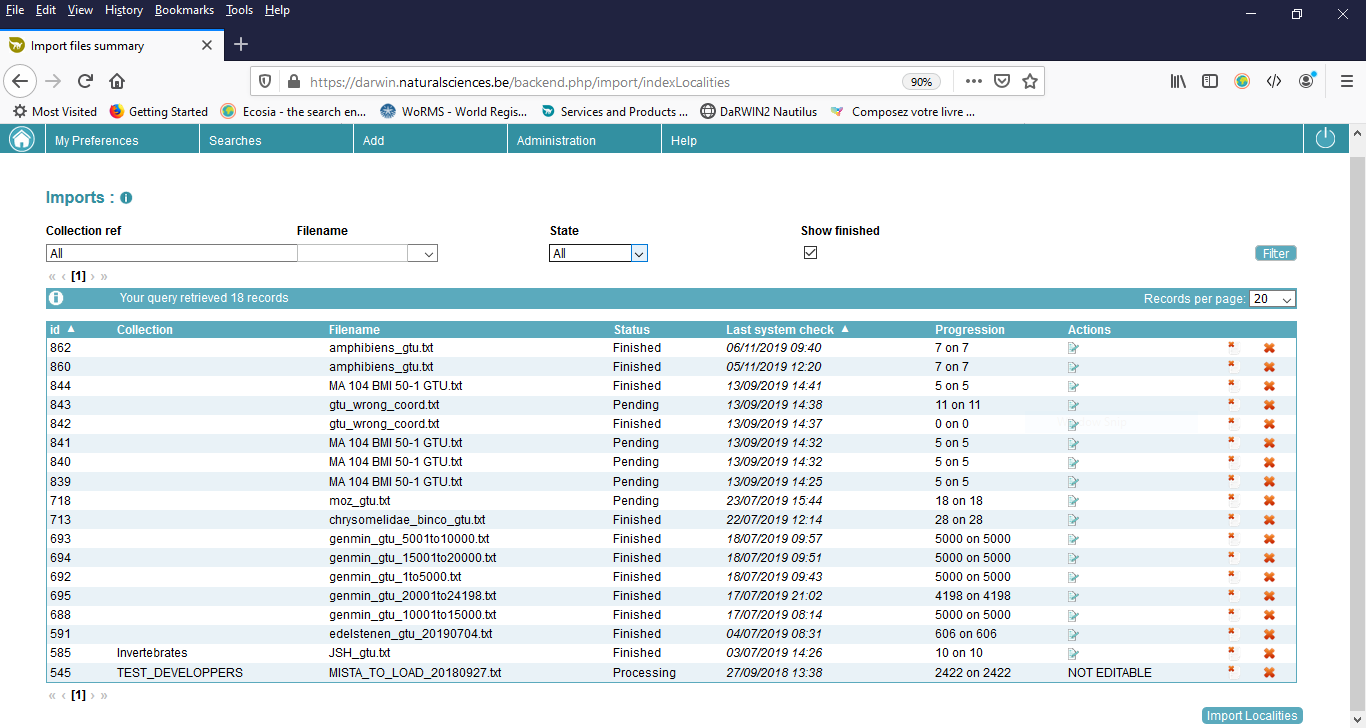 File Edit View History Bookmarks Tools Help
Import files summary
https://darwin.naturalsciences.be/backend.php/import/indexLocalities 90%
Most Visited Getting Started Ecosia - the search en... WoRMS - World Regis... Services and Products ... DaRWIN2 Nautilus Composez votre livre ...
My Preferences Searches Add Administration Help
Imports :
Collection ref Filename State Show finished
All All Filter
« ‹ [1] › »
Your query retrieved 18 records Records per page: 20
id ▲ Collection Filename Status Last system check ▲ Progression Actions
862 amphibiens_gtu.txt Finished 06/11/2019 09:40 7 on 7
860 amphibiens_gtu.txt Finished 05/11/2019 12:20 7 on 7
844 MA 104 BMI 50-1 GTU.txt Finished 13/09/2019 14:41 5 on 5
843 gtu_wrong_coord.txt Pending 13/09/2019 14:38 11 on 11
842 gtu_wrong_coord.txt Finished 13/09/2019 14:37 0 on 0
841 MA 104 BMI 50-1 GTU.txt Pending 13/09/2019 14:32 5 on 5
840 MA 104 BMI 50-1 GTU.txt Pending 13/09/2019 14:32 5 on 5
839 MA 104 BMI 50-1 GTU.txt Pending 13/09/2019 14:25 5 on 5
718 moz_gtu.txt Pending 23/07/2019 15:44 18 on 18
713 chrysomelidae_binco_gtu.txt Finished 22/07/2019 12:14 28 on 28
693 genmin_gtu_5001to10000.txt Finished 18/07/2019 09:57 5000 on 5000
694 genmin_gtu_15001to20000.txt Finished 18/07/2019 09:51 5000 on 5000
692 genmin_gtu_1to5000.txt Finished 18/07/2019 09:43 5000 on 5000
695 genmin_gtu_20001to24198.txt Finished 17/07/2019 21:02 4198 on 4198
688 genmin_gtu_10001to15000.txt Finished 17/07/2019 08:14 5000 on 5000
591 edelstenen_gtu_20190704.txt Finished 04/07/2019 08:31 606 on 606
585 Invertebrates JSH_gtu.txt Finished 03/07/2019 14:26 10 on 10
545 TEST_DEVELOPPERS MISTA_TO_LOAD_20180927.txt Processing 27/09/2018 13:38 2422 on 2422 NOT EDITABLE
« ‹ [1] › »
Import Localities